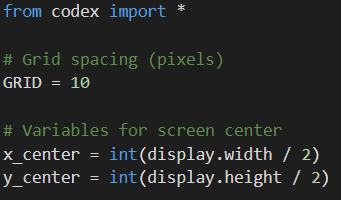 from codex import *
# Grid spacing (pixels)
GRID = 10
# Variables for screen center
x_center = int(display.width / 2)
y_center = int(display.height / 2)